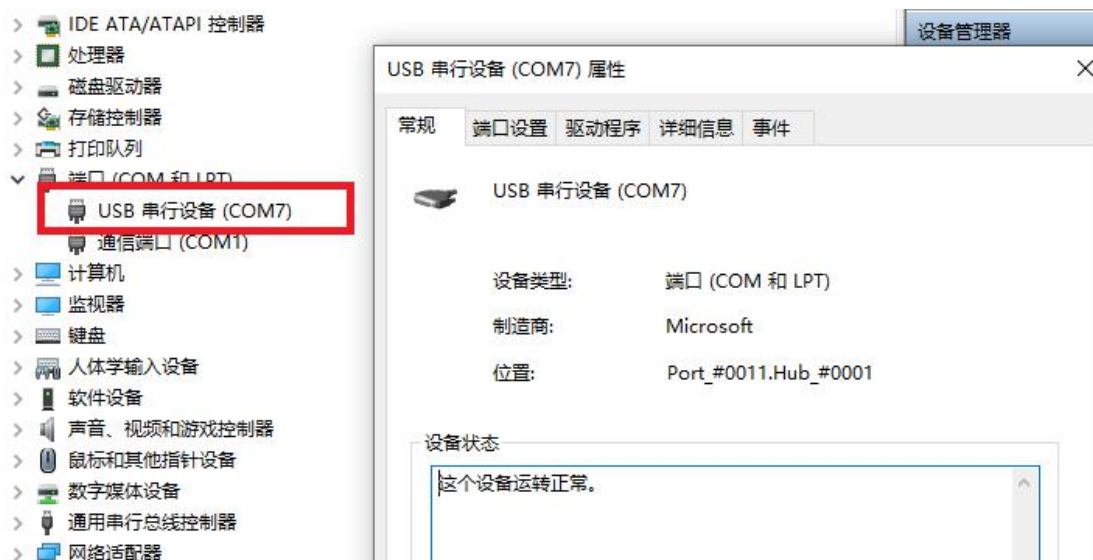 IDE ATA/ATAPI 控制器
处理器
磁盘驱动器
存储控制器
打印队列
端口 (COM 和 LPT)
USB 串行设备 (COM7)
通信端口 (COM1)
计算机
监视器
键盘
人体学输入设备
软件设备
声音、视频和游戏控制器
鼠标和其他指针设备
数字媒体设备
通用串行总线控制器
网络适配器
设备管理器
USB 串行设备 (COM7) 属性
常规 端口设置 驱动程序 详细信息 事件
USB 串行设备 (COM7)
设备类型: 端口 (COM 和 LPT)
制造商: Microsoft
位置: Port_#0011.Hub_#0001
设备状态
这个设备运转正常。